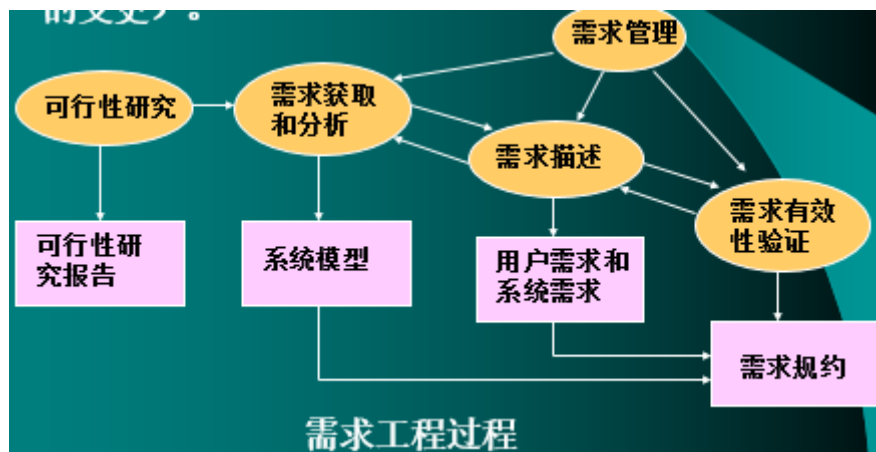 需求管理
可行性研究
需求获取
和分析
需求描述
需求有效
性验证
可行性研
究报告
系统模型
用户需求和
系统需求
需求规约
需求工程过程